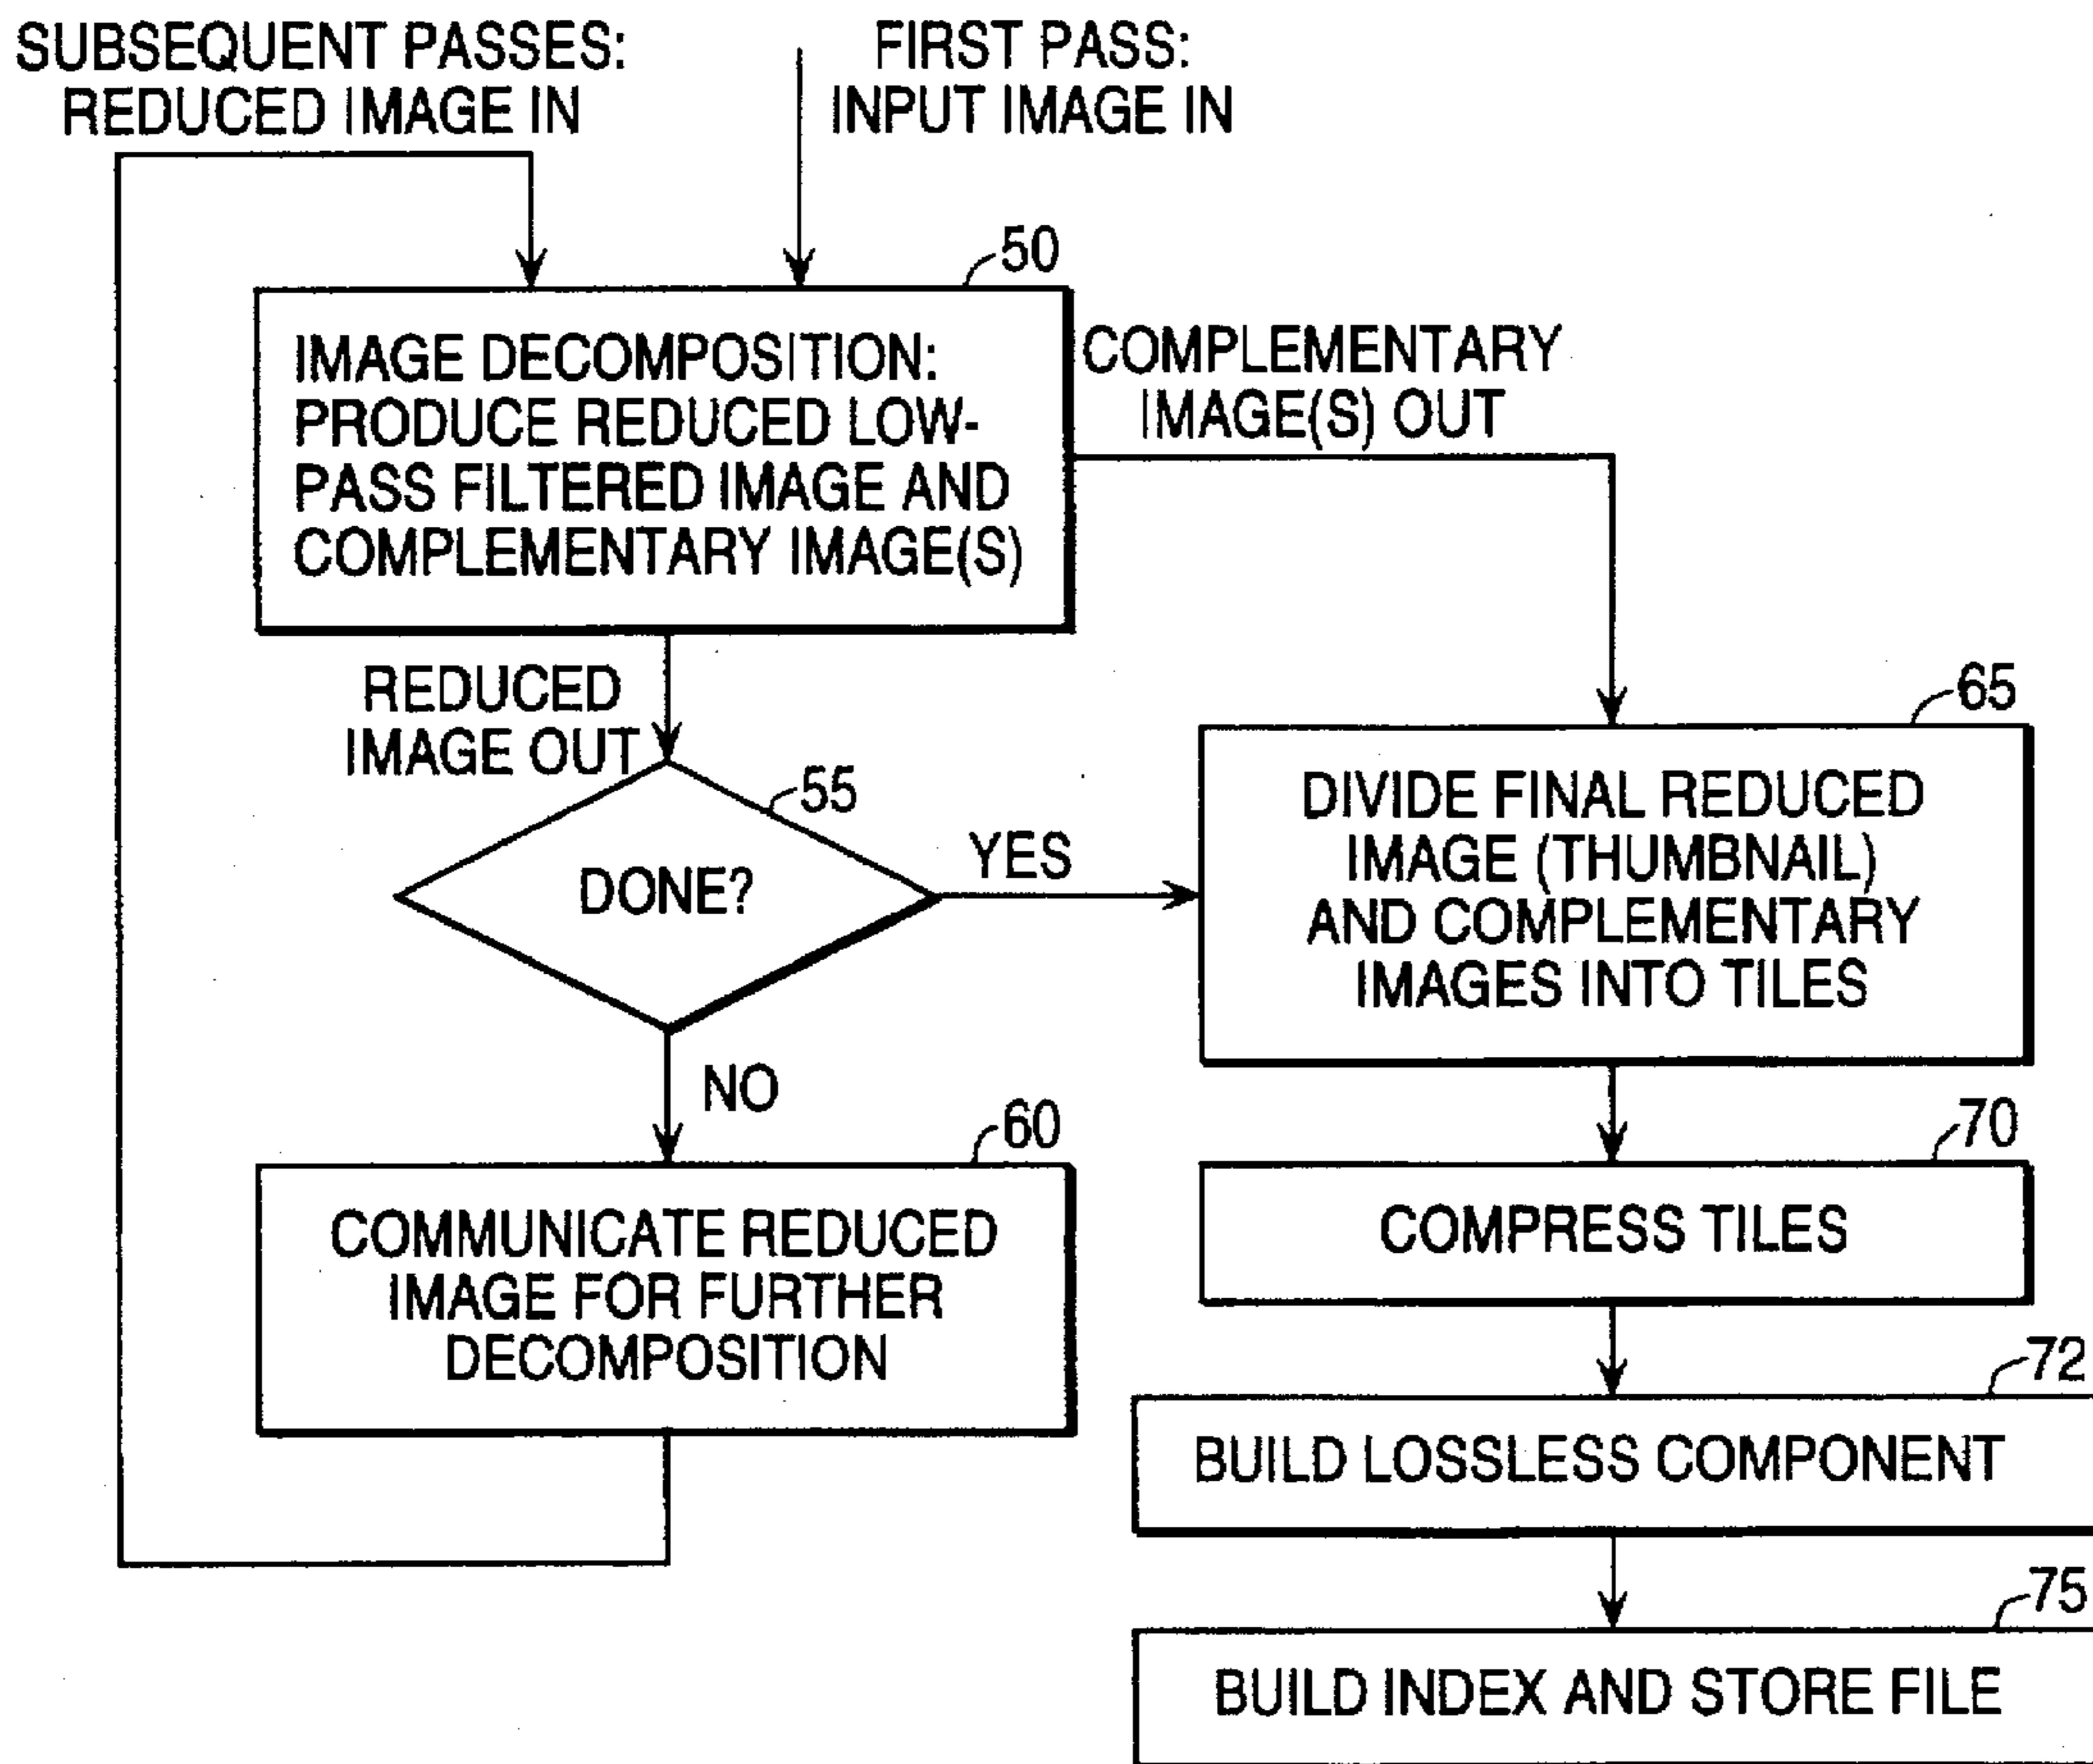 SUBSEQUENT PASSES:
REDUCED IMAGE IN
FIRST PASS:
INPUT IMAGE IN
50
IMAGE DECOMPOSITION:
PRODUCE REDUCED LOW-
PASS FILTERED IMAGE AND
COMPLEMENTARY IMAGE(S)
COMPLEMENTARY
IMAGE(S) OUT
REDUCED
IMAGE OUT
55
DONE?
YES
NO
60
COMMUNICATE REDUCED
IMAGE FOR FURTHER
DECOMPOSITION
65
DIVIDE FINAL REDUCED
IMAGE (THUMBNAIL)
AND COMPLEMENTARY
IMAGES INTO TILES
70
COMPRESS TILES
72
BUILD LOSSLESS COMPONENT
75
BUILD INDEX AND STORE FILE